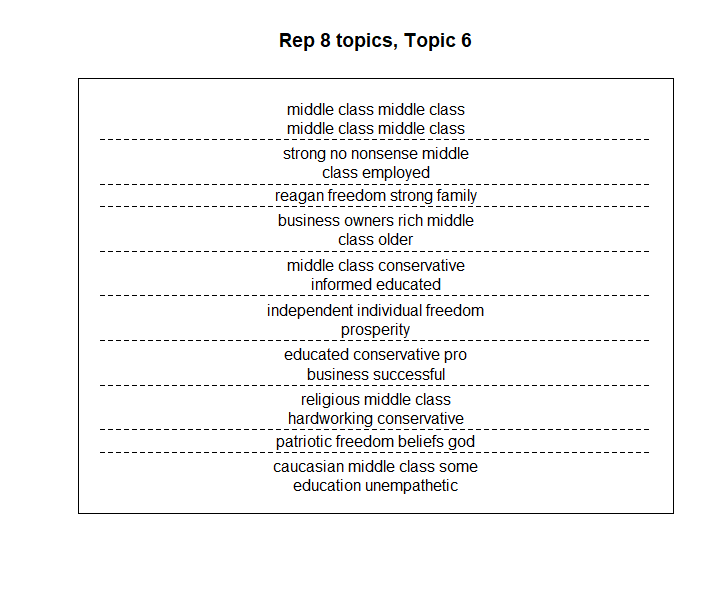 Rep 8 topics, Topic 6
middle class middle class
middle class middle class
strong no nonsense middle
class employed
reagan freedom strong family
business owners rich middle
class older
middle class conservative
informed educated
independent individual freedom
prosperity
educated conservative pro
business successful
religious middle class
hardworking conservative
patriotic freedom beliefs god
caucasian middle class some
education unempathetic